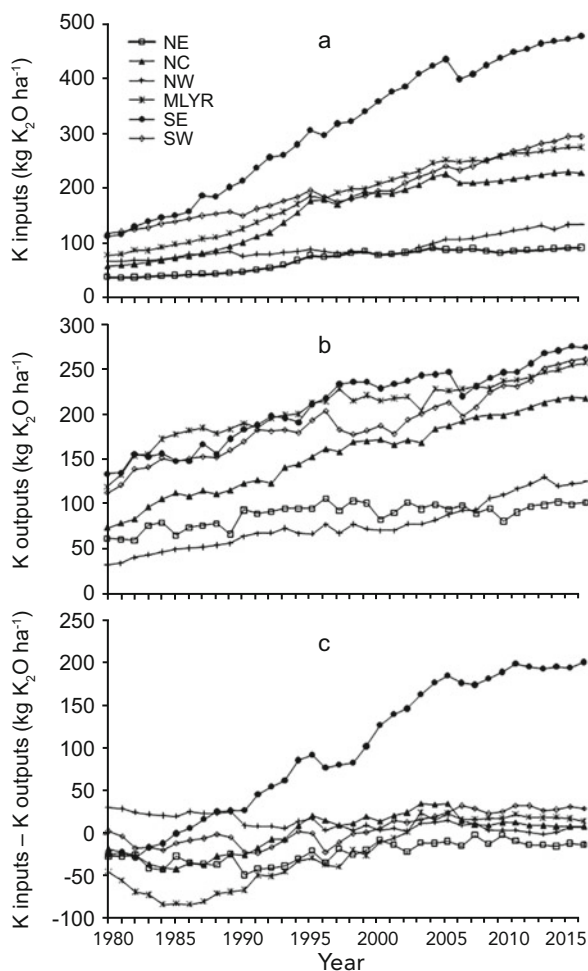 a
K inputs (kg K₂O ha⁻¹)
500
400
300
200
100
0
NE
NC
NW
MLYR
SE
SW
b
K outputs (kg K₂O ha⁻¹)
300
250
200
150
100
50
0
c
K inputs – K outputs (kg K₂O ha⁻¹)
250
200
150
100
50
0
-50
-100
1980 1985 1990 1995 2000 2005 2010 2015
Year